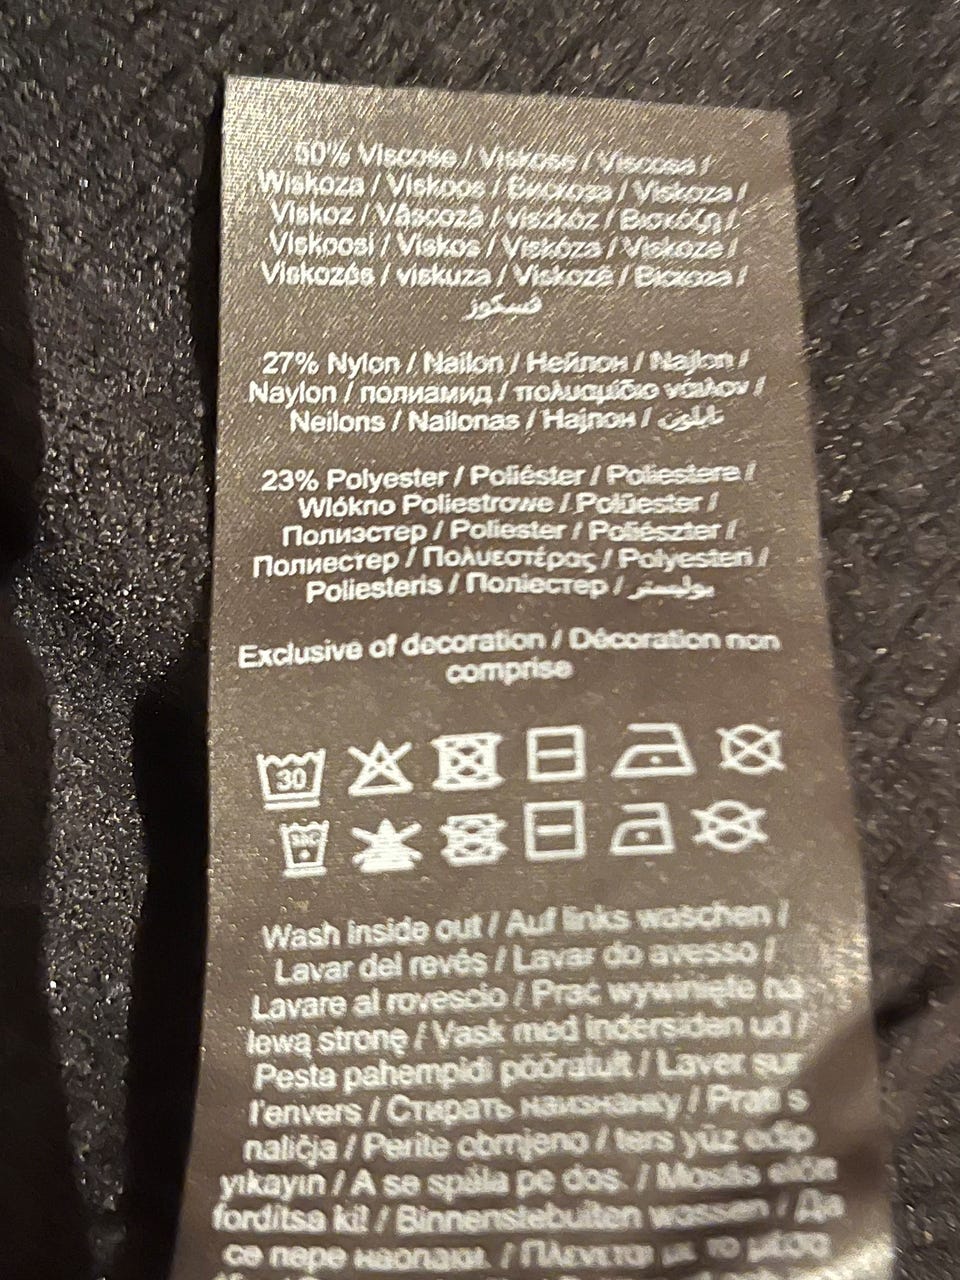 50% Viscose / Viskose / Viscosa /
Wiskoza / Viskoos / Вискоза / Viskoza /
Viskoz / Vâscoză / Viszkóz / Βισκόζη /
Viskoosi / Viskos / Viskóza / Viskoze /
Viskozės / viskuza / Viskozë / Віскоза /
فسكوز
27% Nylon / Nailon / Нейлон / Najlon /
Naylon / полиамид / πολυαμίδιο νάιλον /
Neilons / Nailonas / Најлон / نايلون
23% Polyester / Poliéster / Poliestere /
Wlókno Poliestrowe / Polüester /
Полиэстер / Poliester / Poliészter /
Полиестер / Πολυεστέρας / Polyesteri /
Poliesteris / Поліестер / بوليستر
Exclusive of decoration / Décoration non
comprise
30
Wash inside out / Auf links waschen /
Lavar del revés / Lavar do avesso /
Lavare al rovescio / Prać wywinięte na
lewą stronę / Vask med indersiden ud /
Pesta pahempidi pööratult / Laver sur
l'envers / Стирать наизнанку / Prati s
naličja / Perite obrnjeno / ters yüz edip
yıkayın / A se spăla pe dos. / Mosás előtt
fordítsa ki! / Binnenstebuiten wassen / Да
се пере наопаки. / Πλένεται με το μέσα